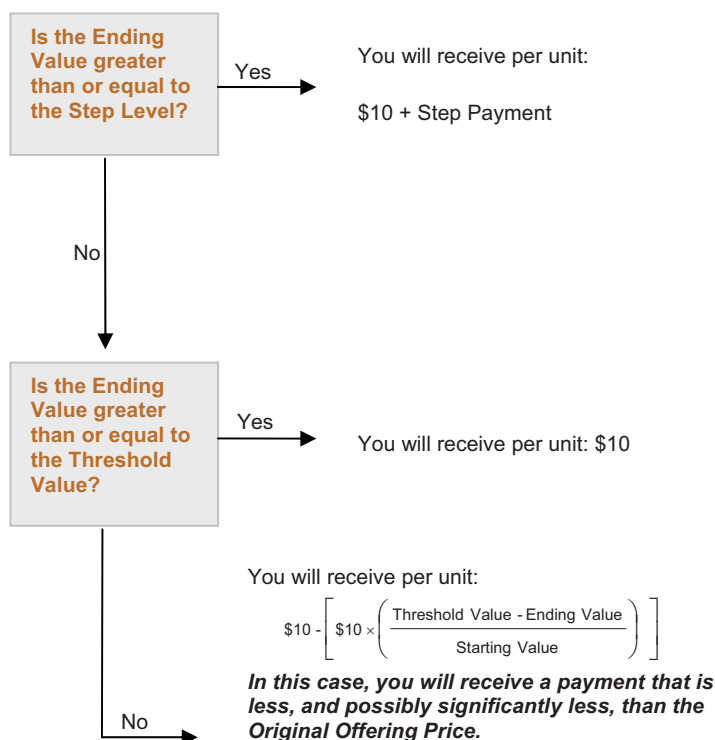 Is the Ending
Value greater
than or equal to
the Step Level?
Yes
You will receive per unit:
$10 + Step Payment
No
Is the Ending
Value greater
than or equal to
the Threshold
Value?
Yes
You will receive per unit: $10
You will receive per unit:
$10 - [ $10 × ( Threshold Value - Ending Value
Starting Value ) ]
In this case, you will receive a payment that is
less, and possibly significantly less, than the
Original Offering Price.
No